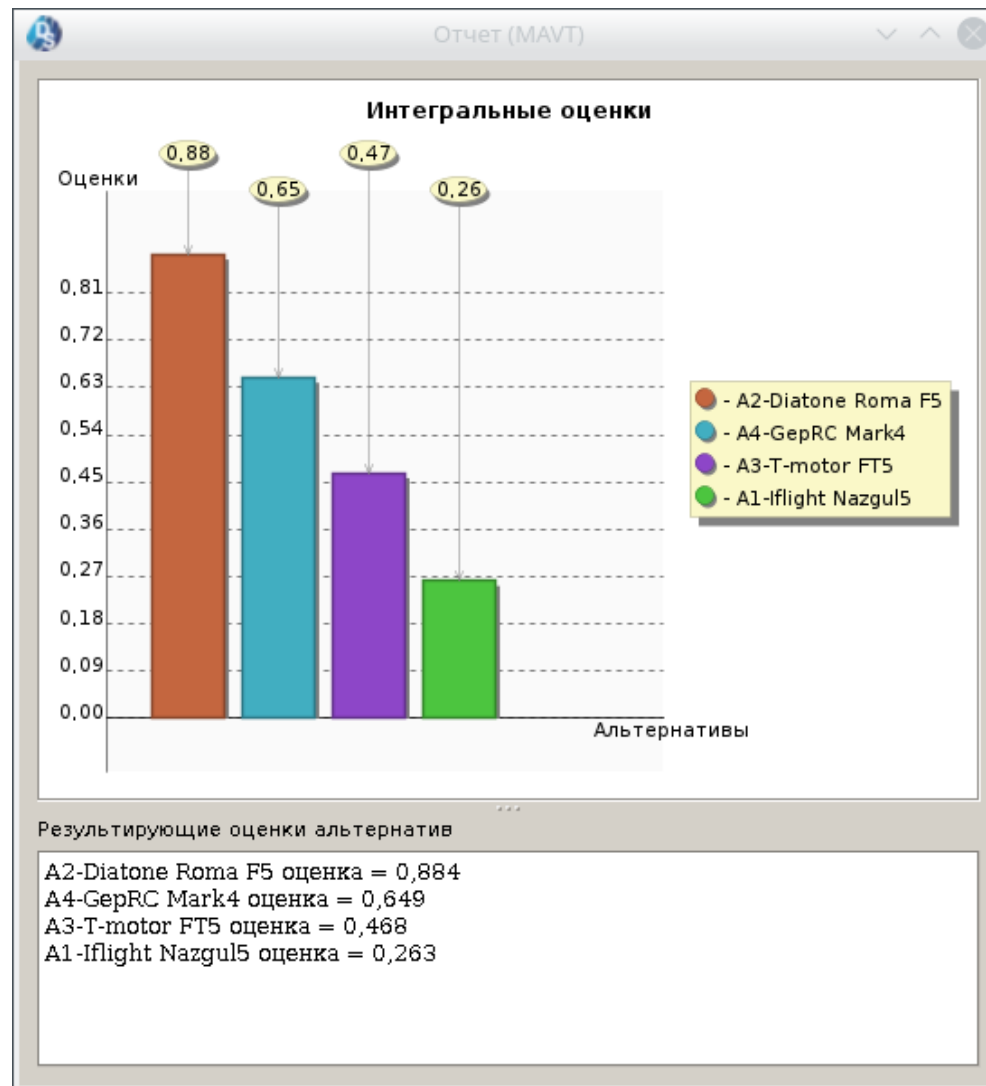 DS
Отчет (MAVT)
Интегральные оценки
0,88
0,47
Оценки
0,65
0,26
0,81
0,72
0,63
0,54
0,45
0,36
0,27
0,18
0,09
0,00
Альтернативы
- A2-Diatone Roma F5
- A4-GepRC Mark4
- A3-T-motor FT5
- A1-Iflight Nazgul5
Результирующие оценки альтернатив
A2-Diatone Roma F5 оценка = 0,884
A4-GepRC Mark4 оценка = 0,649
A3-T-motor FT5 оценка = 0,468
A1-Iflight Nazgul5 оценка = 0,263